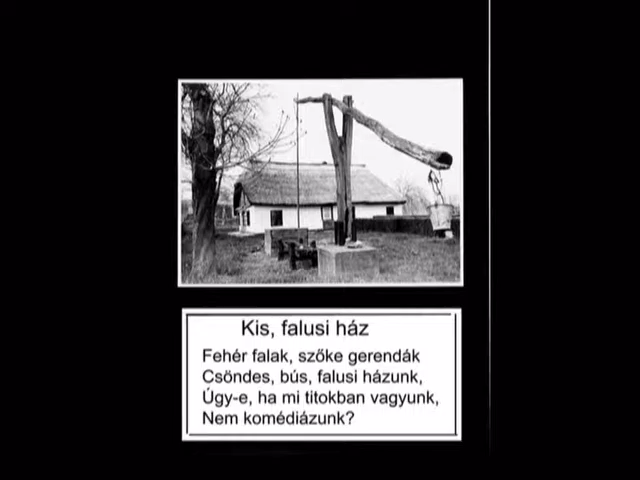 Kis, falusi ház
Fehér falak, szőke gerendák
Csöndes, bús, falusi házunk,
Úgy-e, ha mi titokban vagyunk,
Nem komédiázunk?